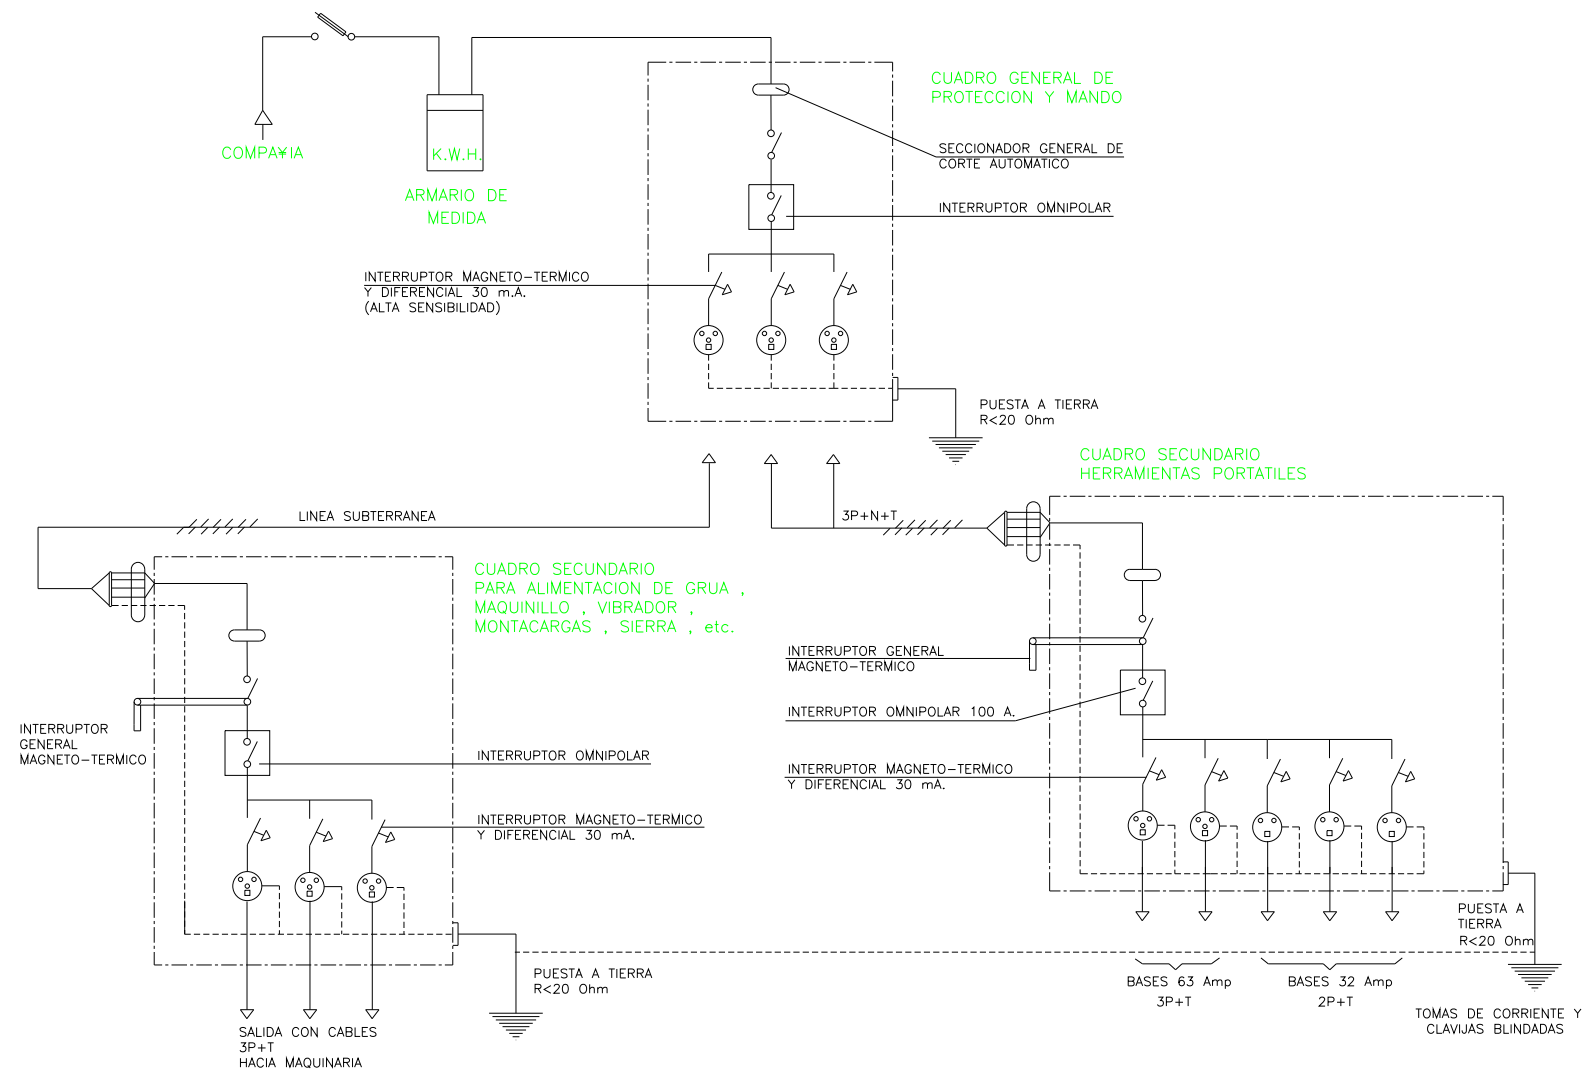 COMPA¥IA
K.W.H.
ARMARIO DE
MEDIDA
CUADRO GENERAL DE
PROTECCION Y MANDO
SECCIONADOR GENERAL DE
CORTE AUTOMATICO
INTERRUPTOR OMNIPOLAR
INTERRUPTOR MAGNETO-TERMICO
Y DIFERENCIAL 30 m.A.
(ALTA SENSIBILIDAD)
PUESTA A TIERRA
R<20 Ohm
LINEA SUBTERRANEA
3P+N+T
CUADRO SECUNDARIO
HERRAMIENTAS PORTATILES
CUADRO SECUNDARIO
PARA ALIMENTACION DE GRUA ,
MAQUINILLO , VIBRADOR ,
MONTACARGAS , SIERRA , etc.
INTERRUPTOR
GENERAL
MAGNETO-TERMICO
INTERRUPTOR OMNIPOLAR
INTERRUPTOR MAGNETO-TERMICO
Y DIFERENCIAL 30 mA.
PUESTA A TIERRA
R<20 Ohm
SALIDA CON CABLES
3P+T
HACIA MAQUINARIA
INTERRUPTOR GENERAL
MAGNETO-TERMICO
INTERRUPTOR OMNIPOLAR 100 A.
INTERRUPTOR MAGNETO-TERMICO
Y DIFERENCIAL 30 mA.
PUESTA A
TIERRA
R<20 Ohm
BASES 63 Amp
3P+T
BASES 32 Amp
2P+T
TOMAS DE CORRIENTE Y
CLAVIJAS BLINDADAS